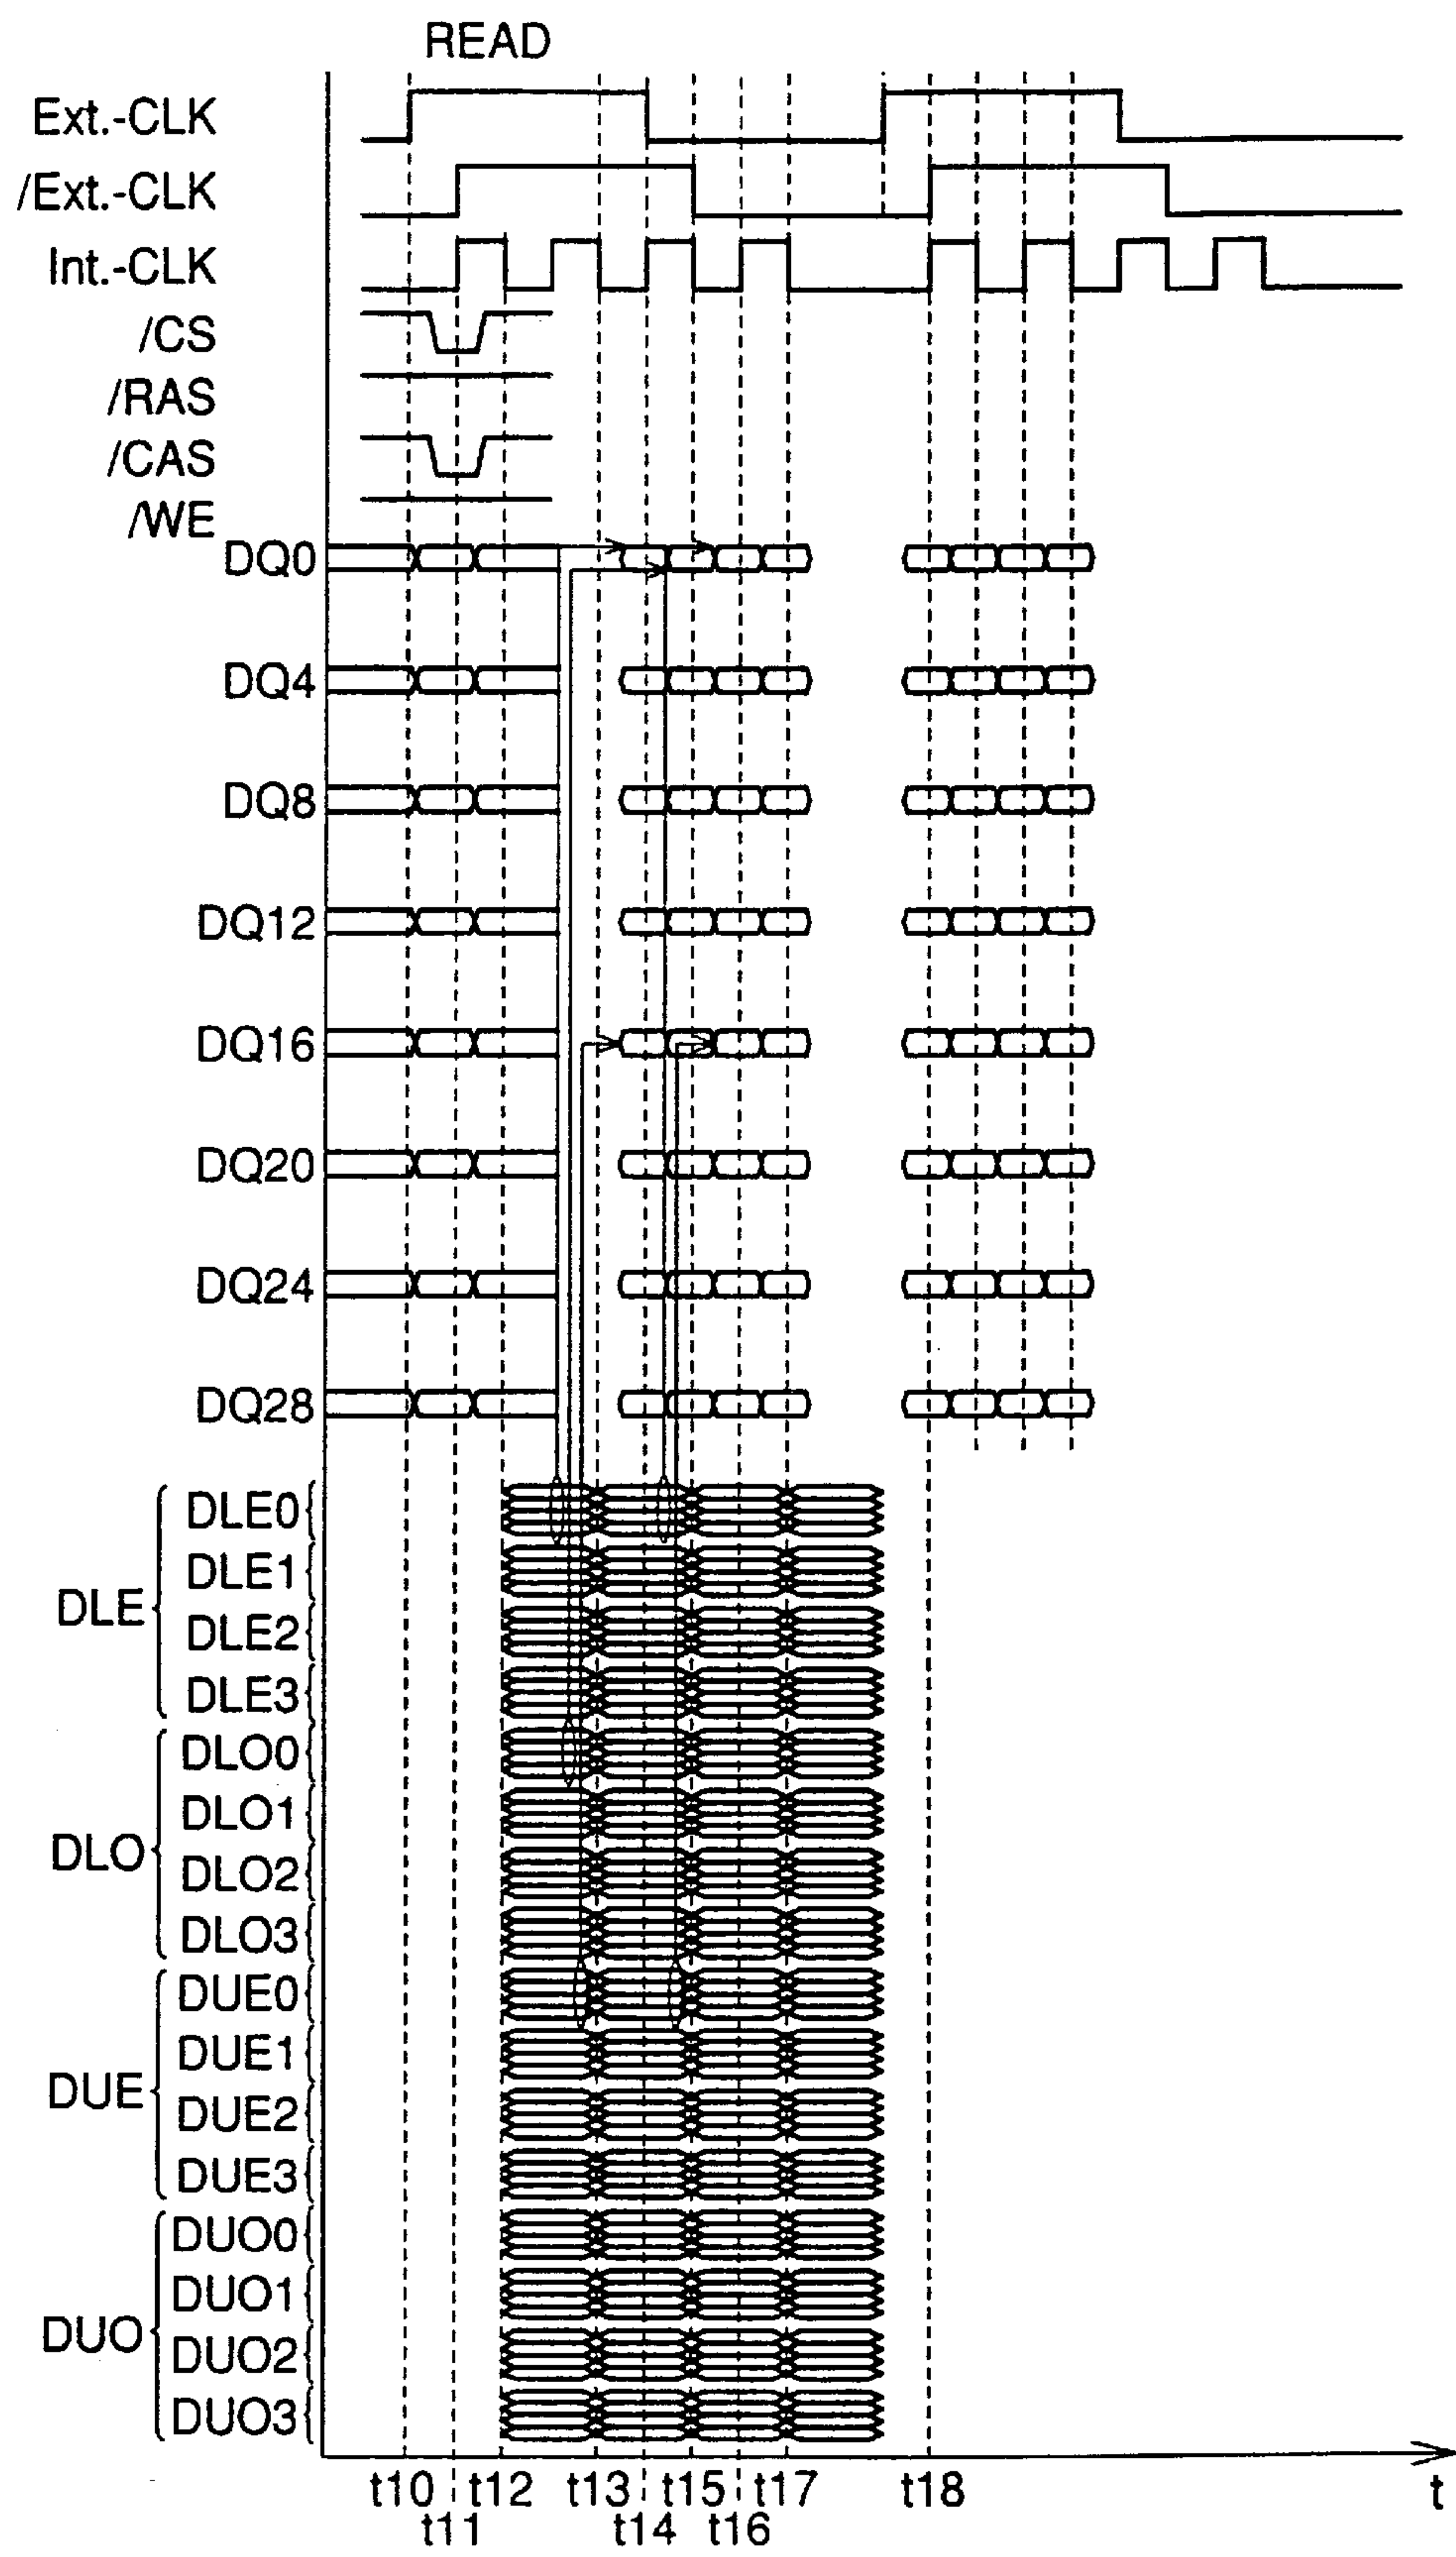 READ
Ext.-CLK
/Ext.-CLK
Int.-CLK
/CS
/RAS
/CAS
/WE
DQ0
DQ4
DQ8
DQ12
DQ16
DQ20
DQ24
DQ28
DLE
DLE0
DLE1
DLE2
DLE3
DLO
DLO0
DLO1
DLO2
DLO3
DUE
DUE0
DUE1
DUE2
DUE3
DUO
DUO0
DUO1
DUO2
DUO3
t10 t12 t13 t15 t17 t18 t
t11 t14 t16